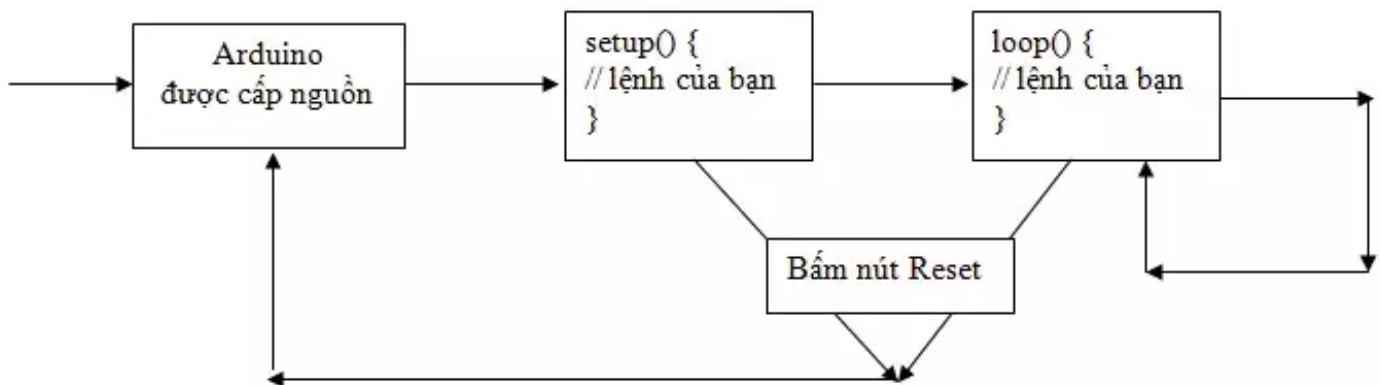 Arduino
được cấp nguồn
setup() {
// lệnh của bạn
}
loop() {
// lệnh của bạn
}
Bấm nút Reset